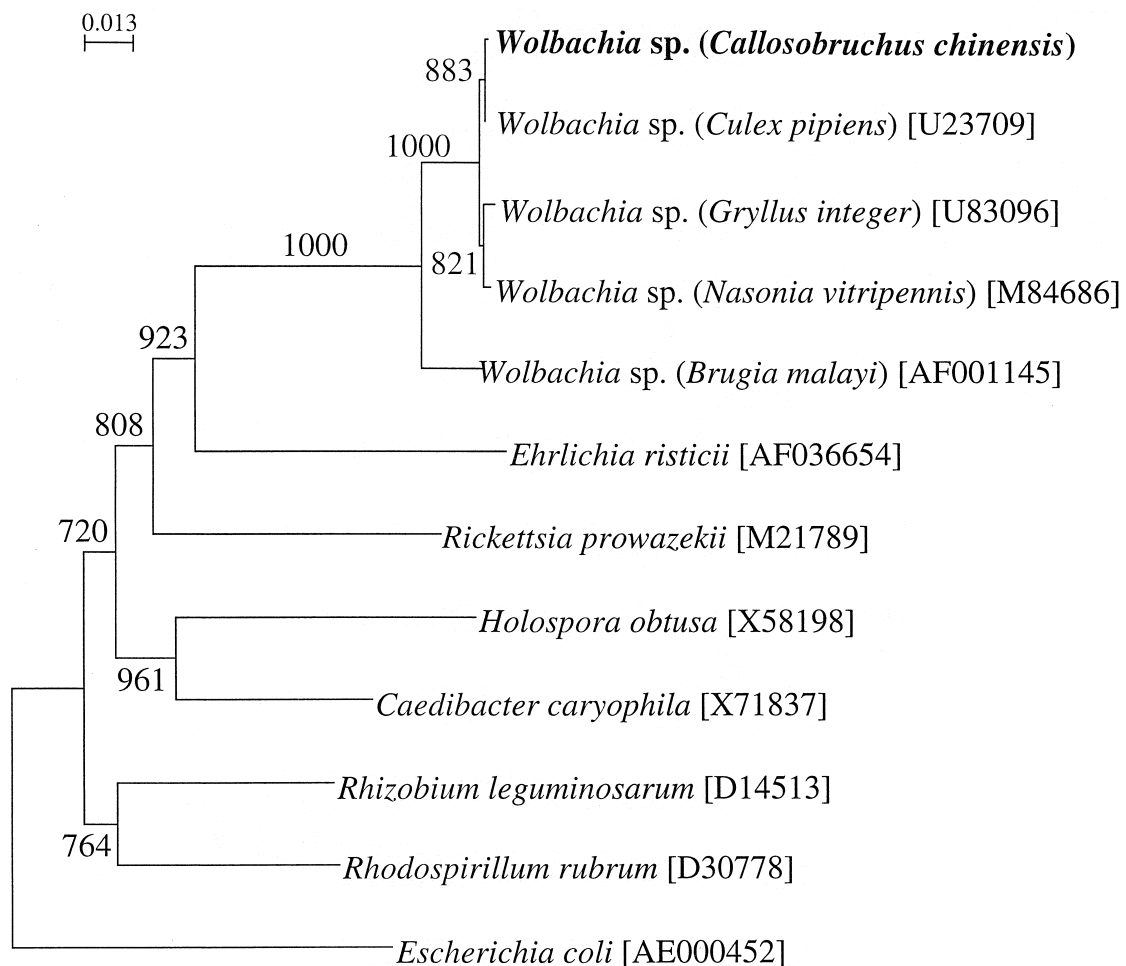 0.013
Wolbachia sp. (Callosobruchus chinensis)
883
Wolbachia sp. (Culex pipiens) [U23709]
1000
Wolbachia sp. (Gryllus integer) [U83096]
1000
821
Wolbachia sp. (Nasonia vitripennis) [M84686]
923
Wolbachia sp. (Brugia malayi) [AF001145]
808
Ehrlichia risticii [AF036654]
720
Rickettsia prowazekii [M21789]
Holospora obtusa [X58198]
961
Caedibacter caryophila [X71837]
Rhizobium leguminosarum [D14513]
764
Rhodospirillum rubrum [D30778]
Escherichia coli [AE000452]